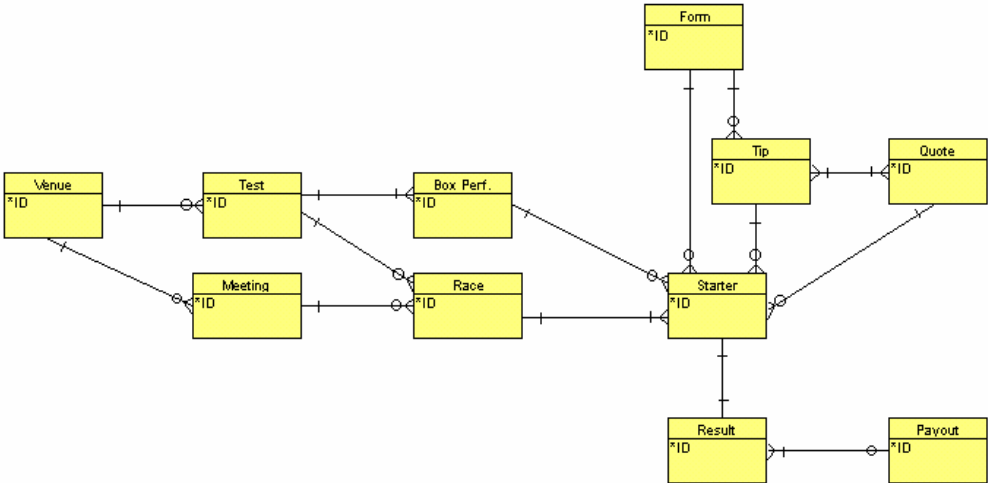 Form
*ID
Tip
*ID
Quote
*ID
Venue
*ID
Test
*ID
Box Perf.
*ID
Meeting
*ID
Race
*ID
Starter
*ID
Result
*ID
Payout
*ID